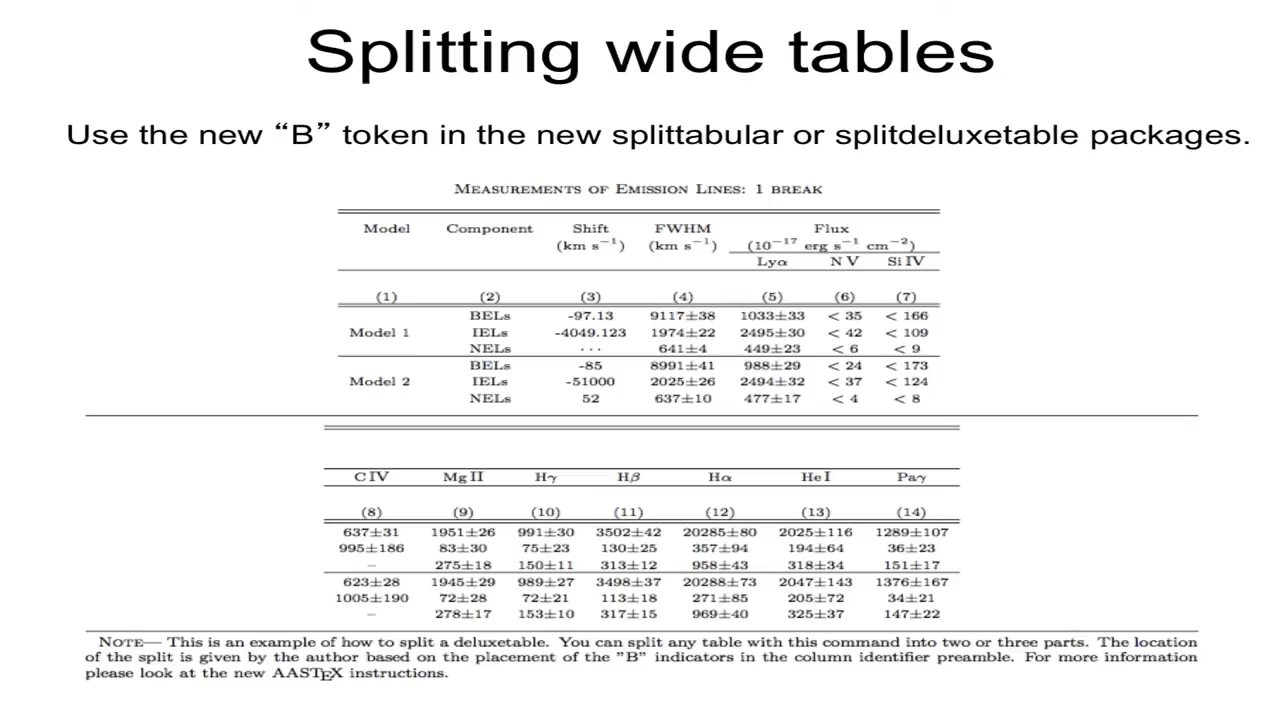 Splitting wide tables
Use the new “B” token in the new splittabular or splitdeluxetable packages.
MEASUREMENTS OF EMISSION LINES: 1 BREAK
Model Component Shift FWHM Flux
(km s⁻¹) (km s⁻¹) (10⁻¹⁷ erg s⁻¹ cm⁻²)
Lyα N V Si IV
(1) (2) (3) (4) (5) (6) (7)
BELs -97.13 9117±38 1033±33 < 35 < 166
Model 1 IELs -4049.123 1974±22 2495±30 < 42 < 109
NELs ··· 641±4 449±23 < 6 < 9
BELs -85 8991±41 988±29 < 24 < 173
Model 2 IELs -51000 2025±26 2494±32 < 37 < 124
NELs 52 637±10 477±17 < 4 < 8
C IV Mg II Hγ Hβ Hα He I Paγ
(8) (9) (10) (11) (12) (13) (14)
637±31 1951±26 991±30 3502±42 20285±80 2025±116 1289±107
995±186 83±30 75±23 130±25 357±94 194±64 36±23
– 275±18 150±11 313±12 958±43 318±34 151±17
623±28 1945±29 989±27 3498±37 20288±73 2047±143 1376±167
1005±190 72±28 72±21 113±18 271±85 205±72 34±21
– 278±17 153±10 317±15 969±40 325±37 147±22
NOTE— This is an example of how to split a deluxetable. You can split any table with this command into two or three parts. The location
of the split is given by the author based on the placement of the "B" indicators in the column identifier preamble. For more information
please look at the new AASTEX instructions.